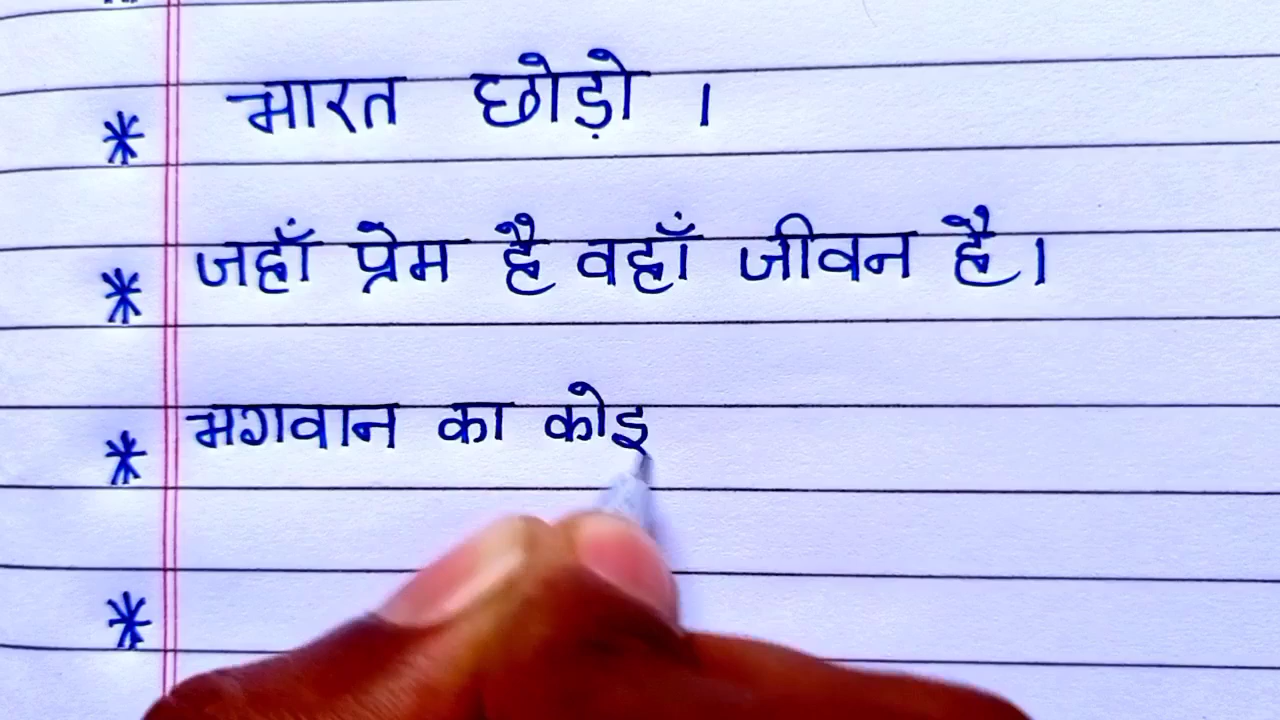 * भारत छोड़ो ।
* जहाँ प्रेम है वहाँ जीवन है।
* भगवान का कोइ
*